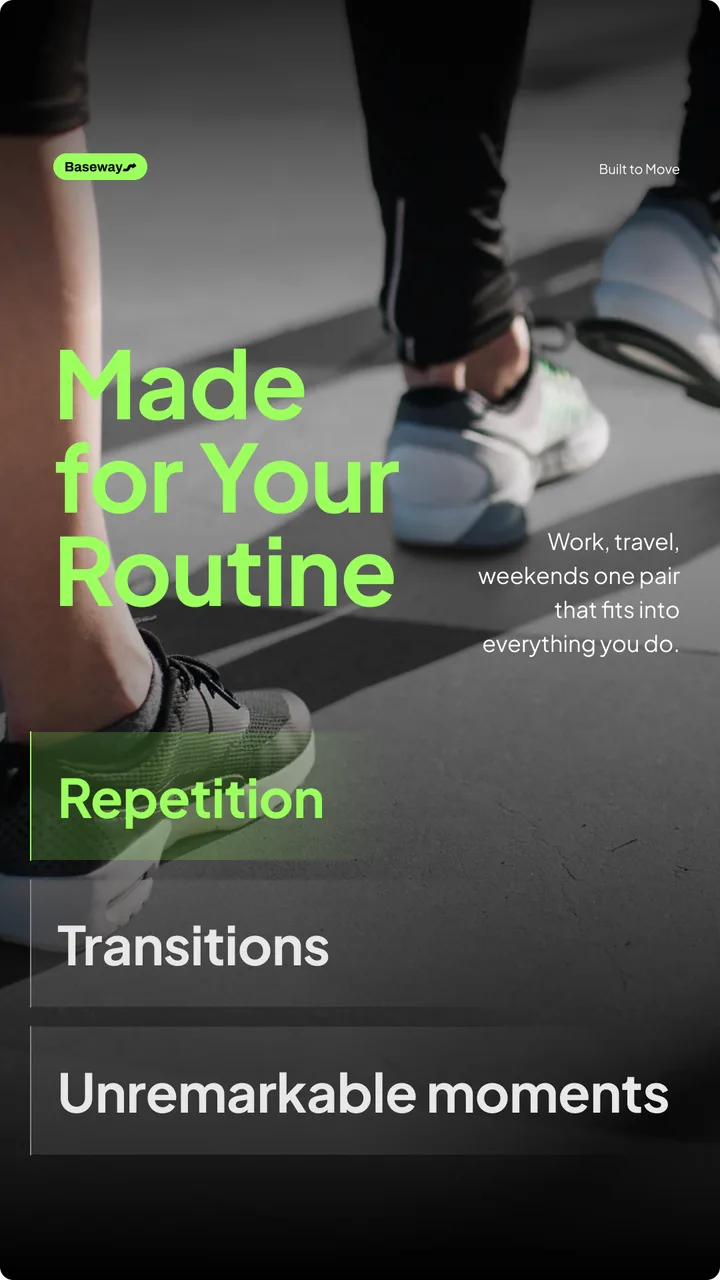 Baseway
Built to Move
Made
for Your
Routine
Work, travel,
weekends one pair
that fits into
everything you do.
Repetition
Transitions
Unremarkable moments